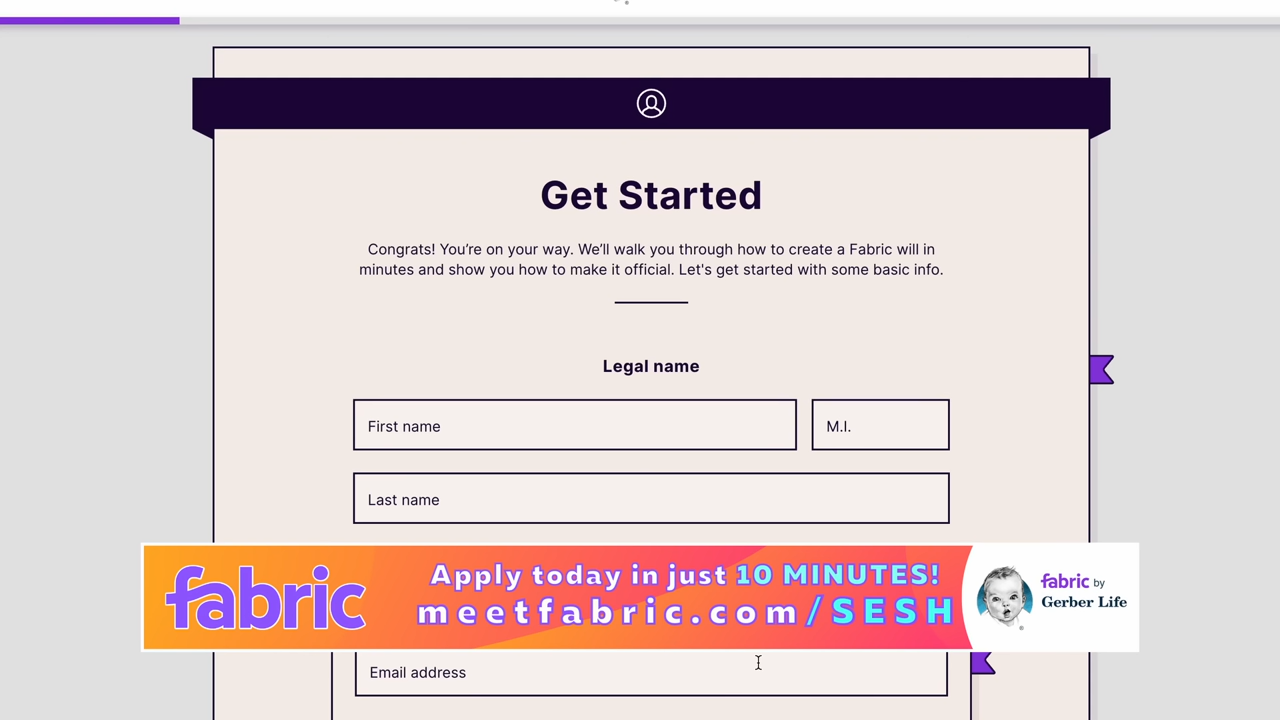 Get Started
Congrats! You’re on your way. We’ll walk you through how to create a Fabric will in
minutes and show you how to make it official. Let's get started with some basic info.
Legal name
First name
M.I.
Last name
fabric
Apply today in just 10 MINUTES!
meetfabric.com/SESH
fabric by
Gerber Life
®
Email address